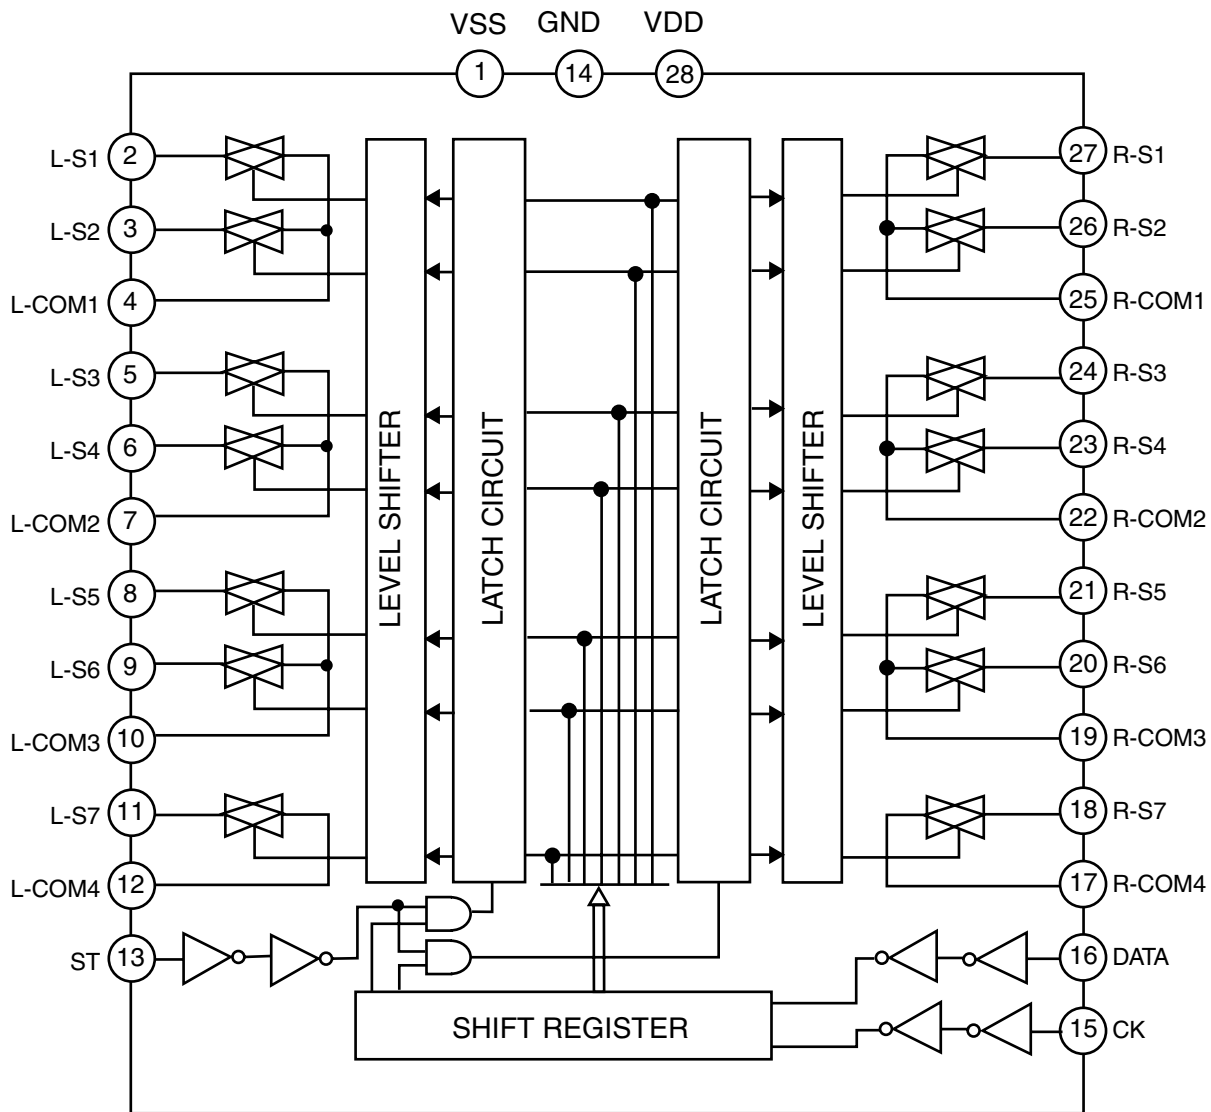 VSS GND VDD
1 14 28
L-S1 2
L-S2 3
L-COM1 4
L-S3 5
L-S4 6
L-COM2 7
L-S5 8
L-S6 9
L-COM3 10
L-S7 11
L-COM4 12
ST 13
LEVEL SHIFTER
LATCH CIRCUIT
LATCH CIRCUIT
LEVEL SHIFTER
27 R-S1
26 R-S2
25 R-COM1
24 R-S3
23 R-S4
22 R-COM2
21 R-S5
20 R-S6
19 R-COM3
18 R-S7
17 R-COM4
16 DATA
15 CK
SHIFT REGISTER